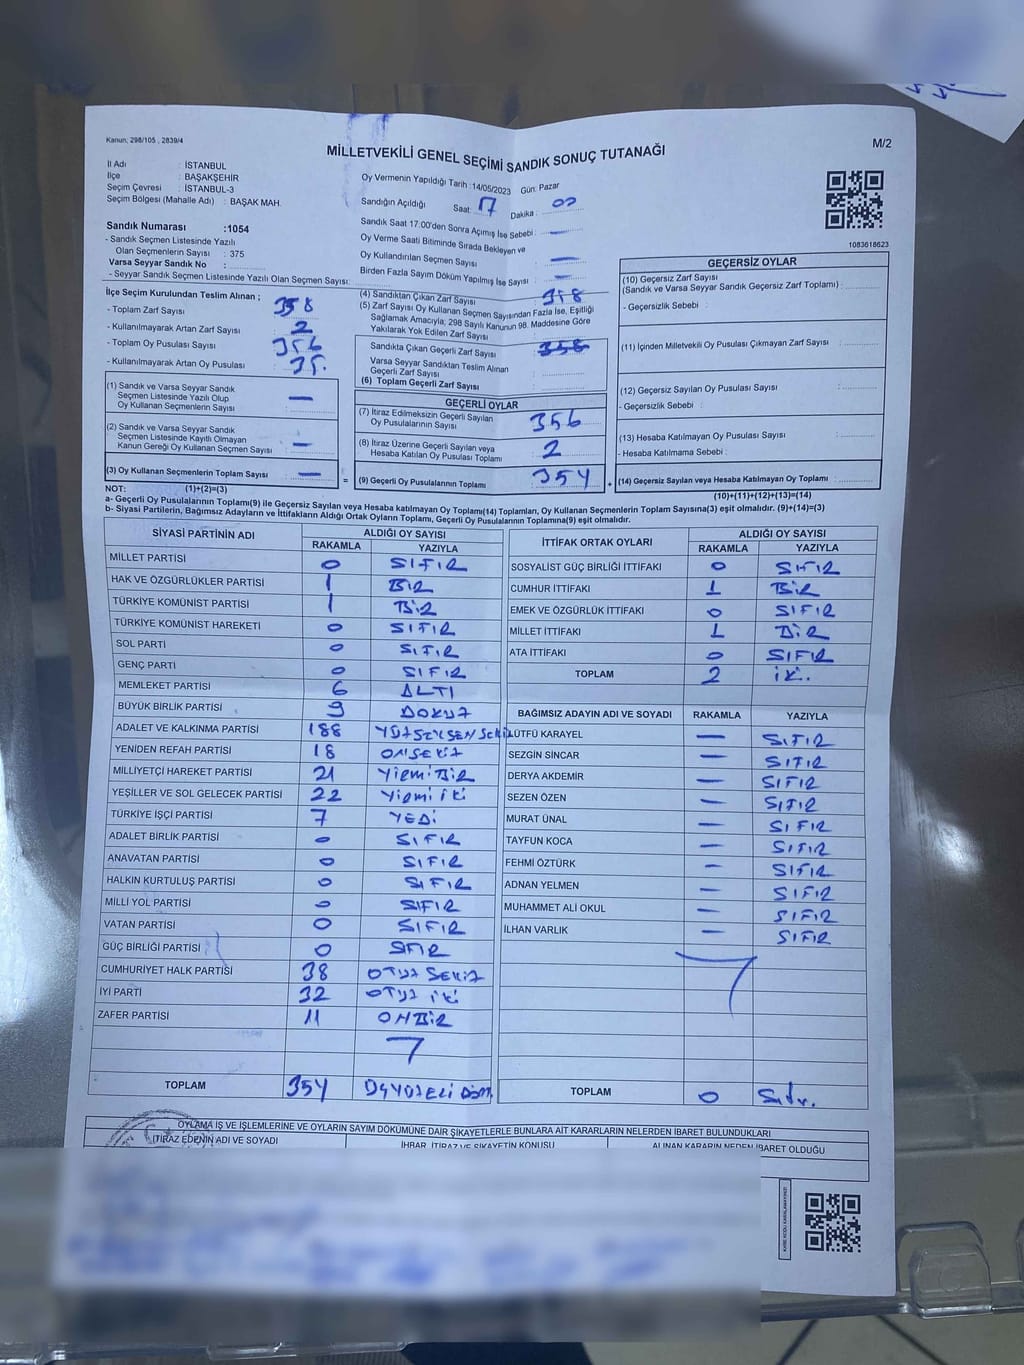 Kanun; 298/105 , 2839/4
M/2
MİLLETVEKİLİ GENEL SEÇİMİ SANDIK SONUÇ TUTANAĞI
İl Adı : İSTANBUL
İlçe : BAŞAKŞEHİR
Seçim Çevresi : İSTANBUL-3
Seçim Bölgesi (Mahalle Adı) : BAŞAK MAH.
Sandık Numarası :1054
- Sandık Seçmen Listesinde Yazılı
Olan Seçmenlerin Sayısı : 375
Varsa Seyyar Sandık No :
- Seyyar Sandık Seçmen Listesinde Yazılı Olan Seçmen Sayısı:
Oy Vermenin Yapıldığı Tarih :14/05/2023 Gün: Pazar
Sandığın Açıldığı Saat: 17 Dakika : 00
Sandık Saat 17:00'den Sonra Açılmış İse Sebebi : —
Oy Verme Saati Bitiminde Sırada Bekleyen ve
Oy Kullandırılan Seçmen Sayısı : —
Birden Fazla Sayım Döküm Yapılmış İse Sayısı : —
1083618623
İlçe Seçim Kurulundan Teslim Alınan ;
- Toplam Zarf Sayısı : 358
- Kullanılmayarak Artan Zarf Sayısı : 2
- Toplam Oy Pusulası Sayısı : 356
- Kullanılmayarak Artan Oy Pusulası :
(1) Sandık ve Varsa Seyyar Sandık
Seçmen Listesinde Yazılı Olup
Oy Kullanan Seçmenlerin Sayısı : —
(2) Sandık ve Varsa Seyyar Sandık
Seçmen Listesinde Kayıtlı Olmayan
Kanun Gereği Oy Kullanan Seçmen Sayısı : —
(3) Oy Kullanan Seçmenlerin Toplam Sayısı : —
(4) Sandıktan Çıkan Zarf Sayısı
(5) Zarf Sayısı Oy Kullanan Seçmen Sayısından Fazla İse, Eşitliği
Sağlamak Amacıyla; 298 Sayılı Kanunun 98. Maddesine Göre
Yakılarak Yok Edilen Zarf Sayısı
Sandıkta Çıkan Geçerli Zarf Sayısı : 358
Varsa Seyyar Sandıktan Teslim Alınan
Geçerli Zarf Sayısı
(6) Toplam Geçerli Zarf Sayısı :
GEÇERLİ OYLAR
(7) İtiraz Edilmeksizin Geçerli Sayılan
Oy Pusulalarının Sayısı : 356
(8) İtiraz Üzerine Geçerli Sayılan veya
Hesaba Katılan Oy Pusulası Toplamı : 2
= (9) Geçerli Oy Pusulalarının Toplamı : 354 +
GEÇERSİZ OYLAR
(10) Geçersiz Zarf Sayısı
(Sandık ve Varsa Seyyar Sandık Geçersiz Zarf Toplamı) :
- Geçersizlik Sebebi :
(11) İçinden Milletvekili Oy Pusulası Çıkmayan Zarf Sayısı :
(12) Geçersiz Sayılan Oy Pusulası Sayısı :
- Geçersizlik Sebebi :
(13) Hesaba Katılmayan Oy Pusulası Sayısı :
- Hesaba Katılmama Sebebi :
(14) Geçersiz Sayılan veya Hesaba Katılmayan Oy Toplamı :
NOT: (1)+(2)=(3)
(10)+(11)+(12)+(13)=(14)
a- Geçerli Oy Pusulalarının Toplamı(9) ile Geçersiz Sayılan veya Hesaba katılmayan Oy Toplamı(14) Toplamları, Oy Kullanan Seçmenlerin Toplam Sayısına(3) eşit olmalıdır. (9)+(14)=(3)
b- Siyasi Partilerin, Bağımsız Adayların ve İttifakların Aldığı Ortak Oyların Toplamı, Geçerli Oy Pusulalarının Toplamına(9) eşit olmalıdır.
SİYASİ PARTİNİN ADI ALDIĞI OY SAYISI
RAKAMLA YAZIYLA
MİLLET PARTİSİ 0 SIFIR
HAK VE ÖZGÜRLÜKLER PARTİSİ 1 BİR
TÜRKİYE KOMÜNİST PARTİSİ 1 BİR
TÜRKİYE KOMÜNİST HAREKETİ 0 SIFIR
SOL PARTİ 0 SIFIR
GENÇ PARTİ 0 SIFIR
MEMLEKET PARTİSİ 6 ALTI
BÜYÜK BİRLİK PARTİSİ 9 DOKUZ
ADALET VE KALKINMA PARTİSİ 188 YÜZSEKSEN SEKİZ
YENİDEN REFAH PARTİSİ 18 ONSEKİZ
MİLLİYETÇİ HAREKET PARTİSİ 21 YİRMİ BİR
YEŞİLLER VE SOL GELECEK PARTİSİ 22 YİRMİ İKİ
TÜRKİYE İŞÇİ PARTİSİ 7 YEDİ
ADALET BİRLİK PARTİSİ 0 SIFIR
ANAVATAN PARTİSİ 0 SIFIR
HALKIN KURTULUŞ PARTİSİ 0 SIFIR
MİLLİ YOL PARTİSİ 0 SIFIR
VATAN PARTİSİ 0 SIFIR
GÜÇ BİRLİĞİ PARTİSİ 0 SIFIR
CUMHURİYET HALK PARTİSİ 38 OTUZ SEKİZ
İYİ PARTİ 32 OTUZ İKİ
ZAFER PARTİSİ 11 ONBİR
TOPLAM 354
İTTİFAK ORTAK OYLARI ALDIĞI OY SAYISI
RAKAMLA YAZIYLA
SOSYALİST GÜÇ BİRLİĞİ İTTİFAKI 0 SIFIR
CUMHUR İTTİFAKI 1 BİR
EMEK VE ÖZGÜRLÜK İTTİFAKI 0 SIFIR
MİLLET İTTİFAKI 1 BİR
ATA İTTİFAKI 0 SIFIR
TOPLAM 2 İKİ.
BAĞIMSIZ ADAYIN ADI VE SOYADI RAKAMLA YAZIYLA
LÜTFÜ KARAYEL — SIFIR
SEZGİN SİNCAR — SIFIR
DERYA AKDEMİR — SIFIR
SEZEN ÖZEN — SIFIR
MURAT ÜNAL — SIFIR
TAYFUN KOCA — SIFIR
FEHMİ ÖZTÜRK — SIFIR
ADNAN YELMEN — SIFIR
MUHAMMET ALİ OKUL — SIFIR
İLHAN VARLIK — SIFIR
TOPLAM 0 Sıfır.
OYLAMA İŞ VE İŞLEMLERİNE VE OYLARIN SAYIM DÖKÜMÜNE DAİR ŞİKAYETLERLE BUNLARA AİT KARARLARIN NELERDEN İBARET BULUNDUKLARI
İTİRAZ EDENİN ADI VE SOYADI İHBAR, İTİRAZ VE ŞİKAYETİN KONUSU ALINAN KARARIN NEDEN İBARET OLDUĞU